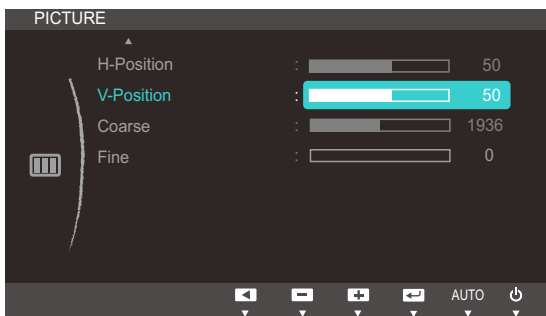 PICTURE
H-Position : 50
V-Position : 50
Coarse : 1936
Fine : 0
AUTO